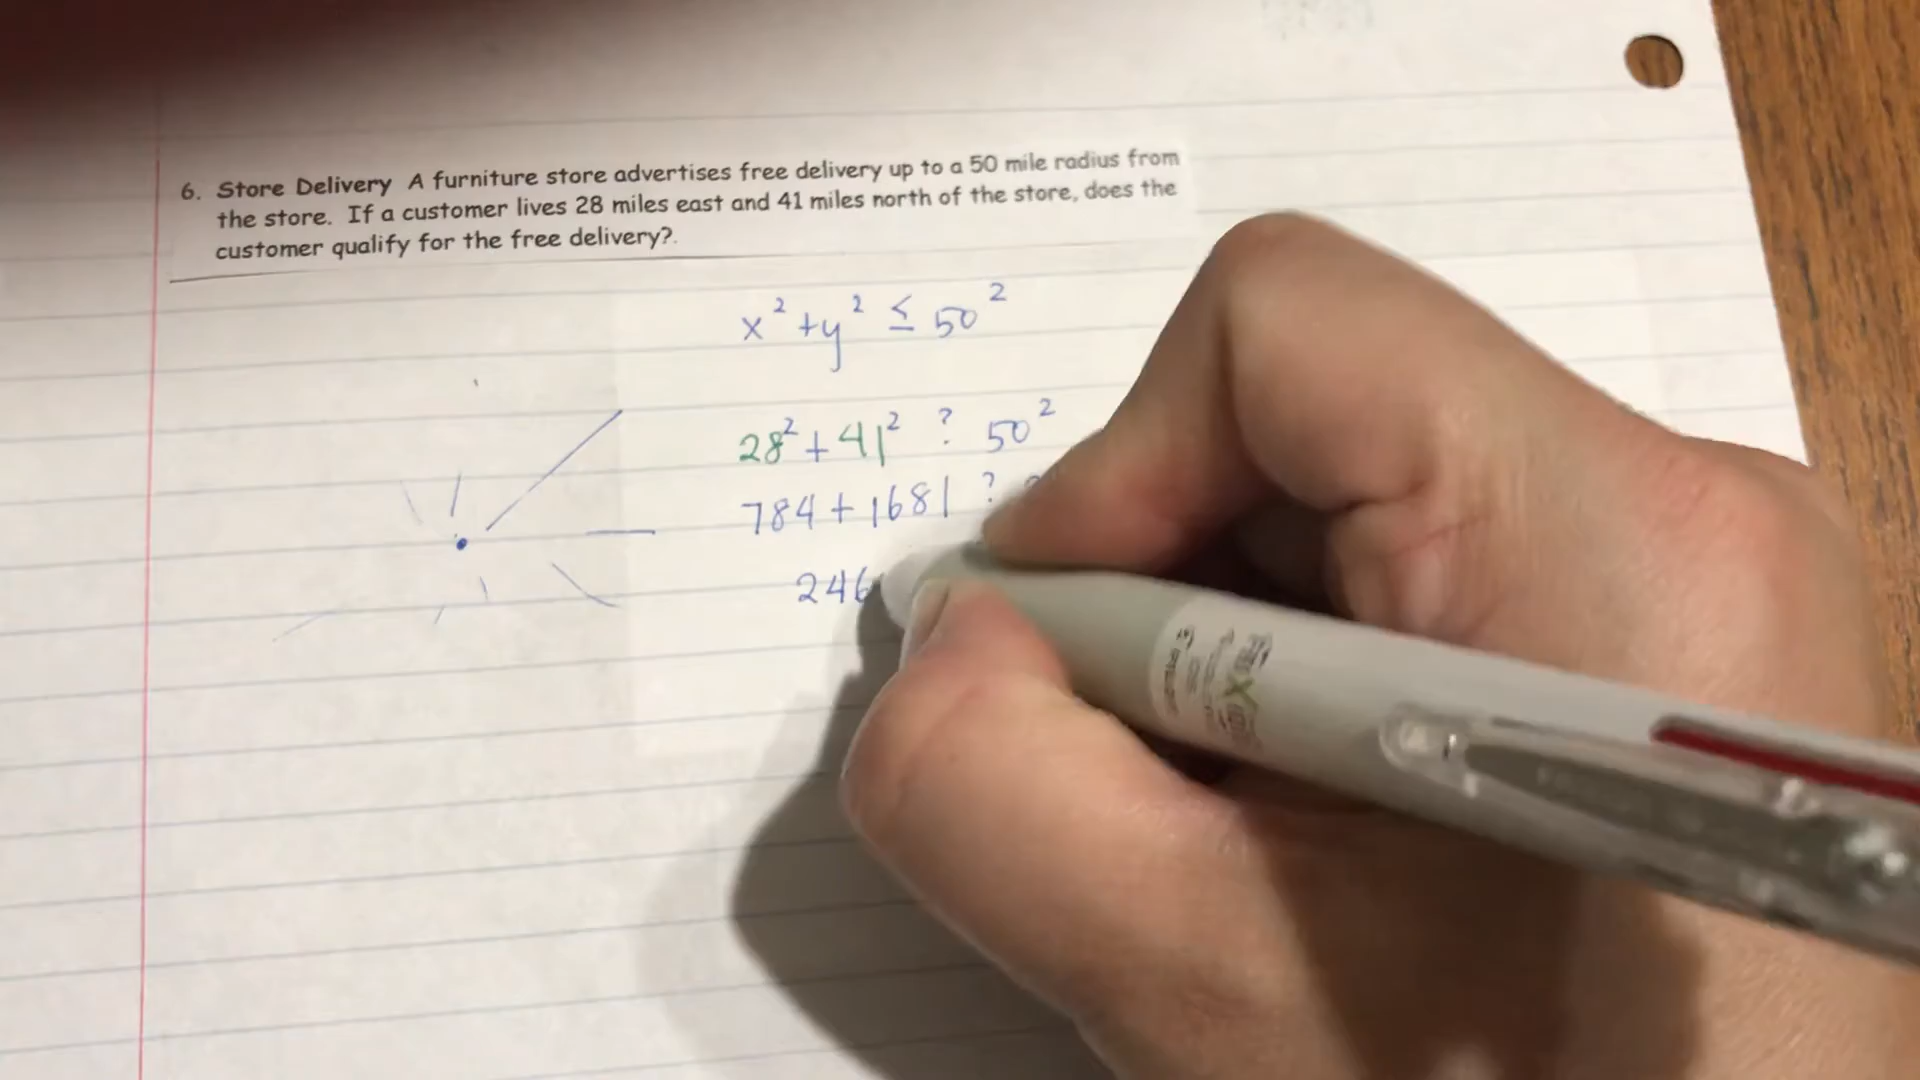 6. Store Delivery A furniture store advertises free delivery up to a 50 mile radius from
the store. If a customer lives 28 miles east and 41 miles north of the store, does the
customer qualify for the free delivery?.
x² + y² ≤ 50²
28² + 41² ? 50²
784 + 1681 ?
246